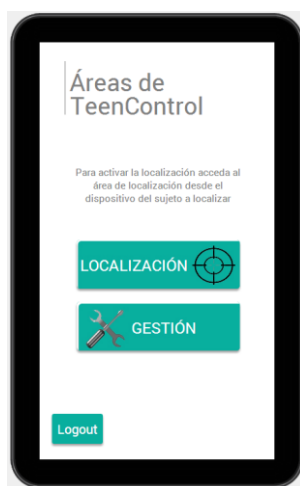 Áreas de
TeenControl
Para activar la localización acceda al
área de localización desde el
dispositivo del sujeto a localizar
LOCALIZACIÓN
GESTIÓN
Logout